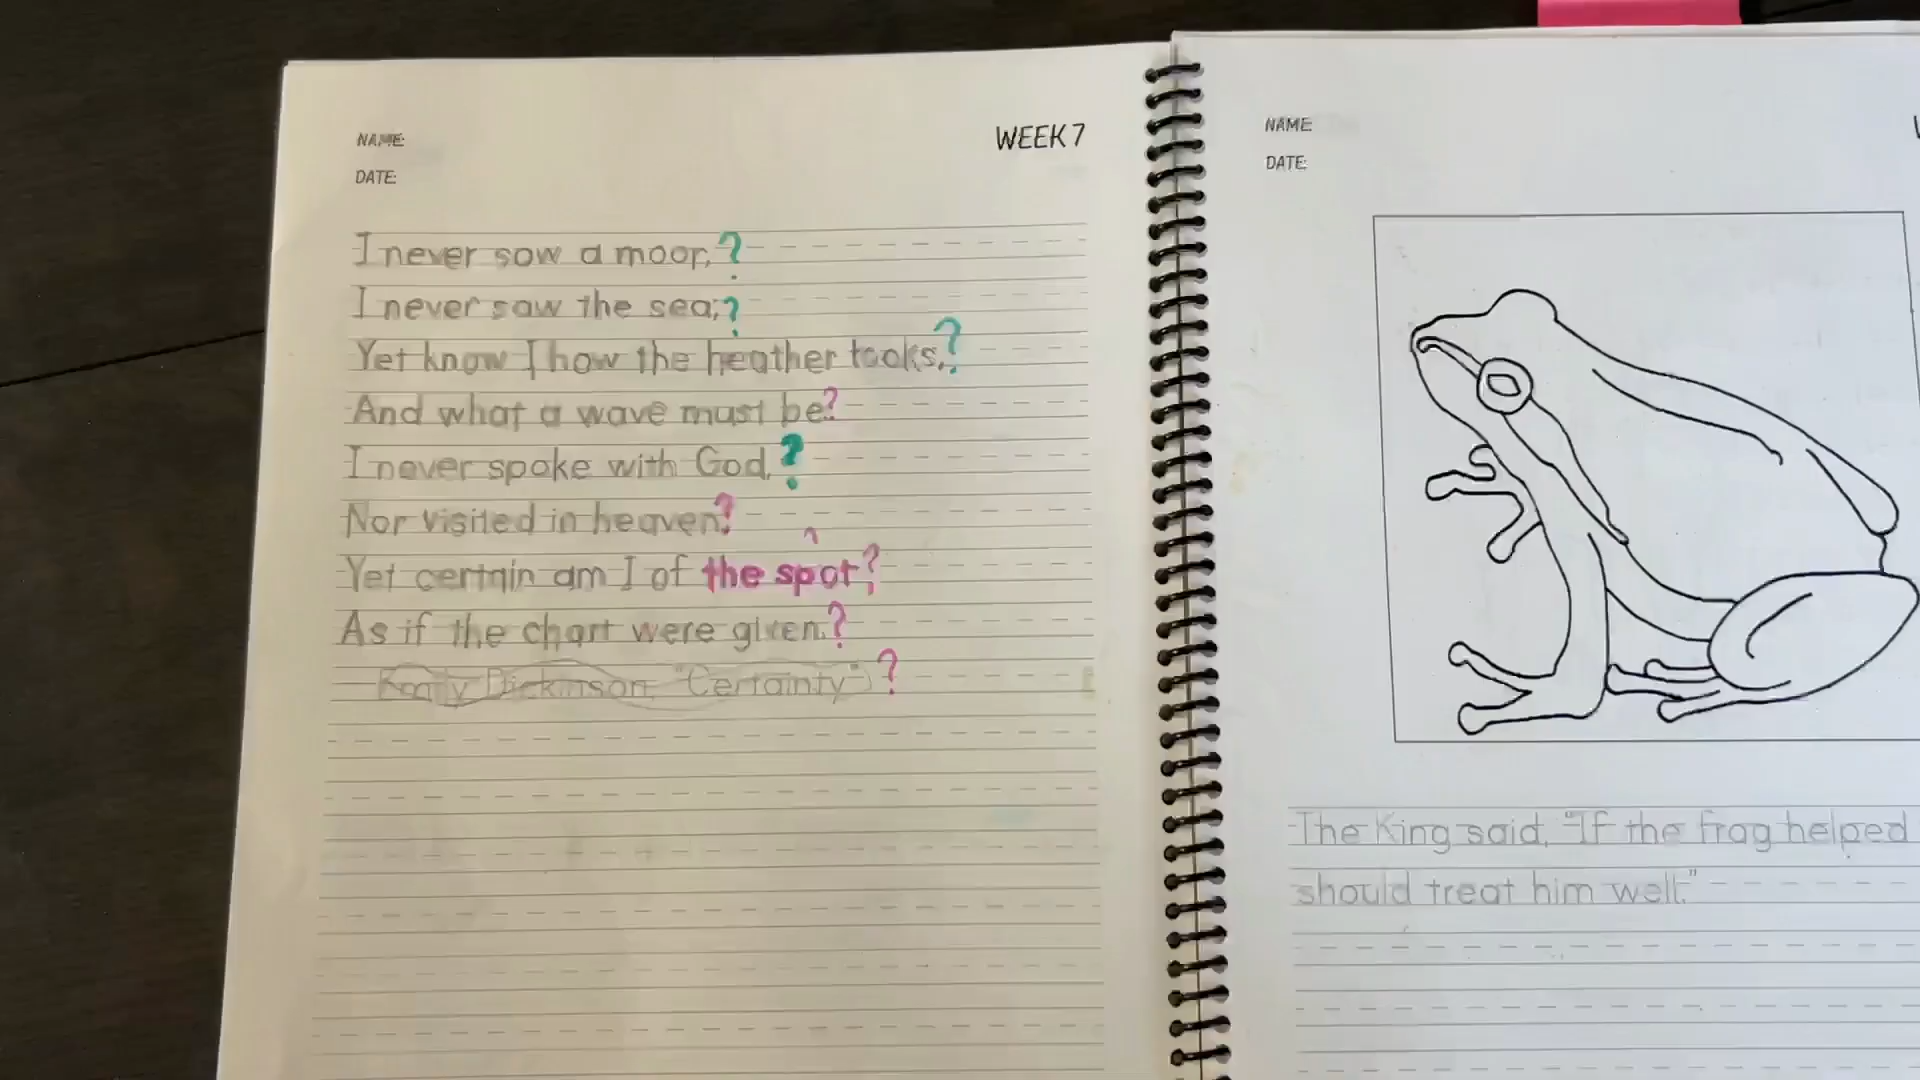 NAME:
DATE:
WEEK 7
I never saw a moor,?
I never saw the sea;?
Yet know I how the heather looks,?
And what a wave must be?
I never spoke with God,?
Nor visited in heaven?
Yet certain am I of the spot?
As if the chart were given.?
Emily Dickinson, "Certainty")?
NAME:
DATE:
The King said, "If the frog helped
should treat him well."